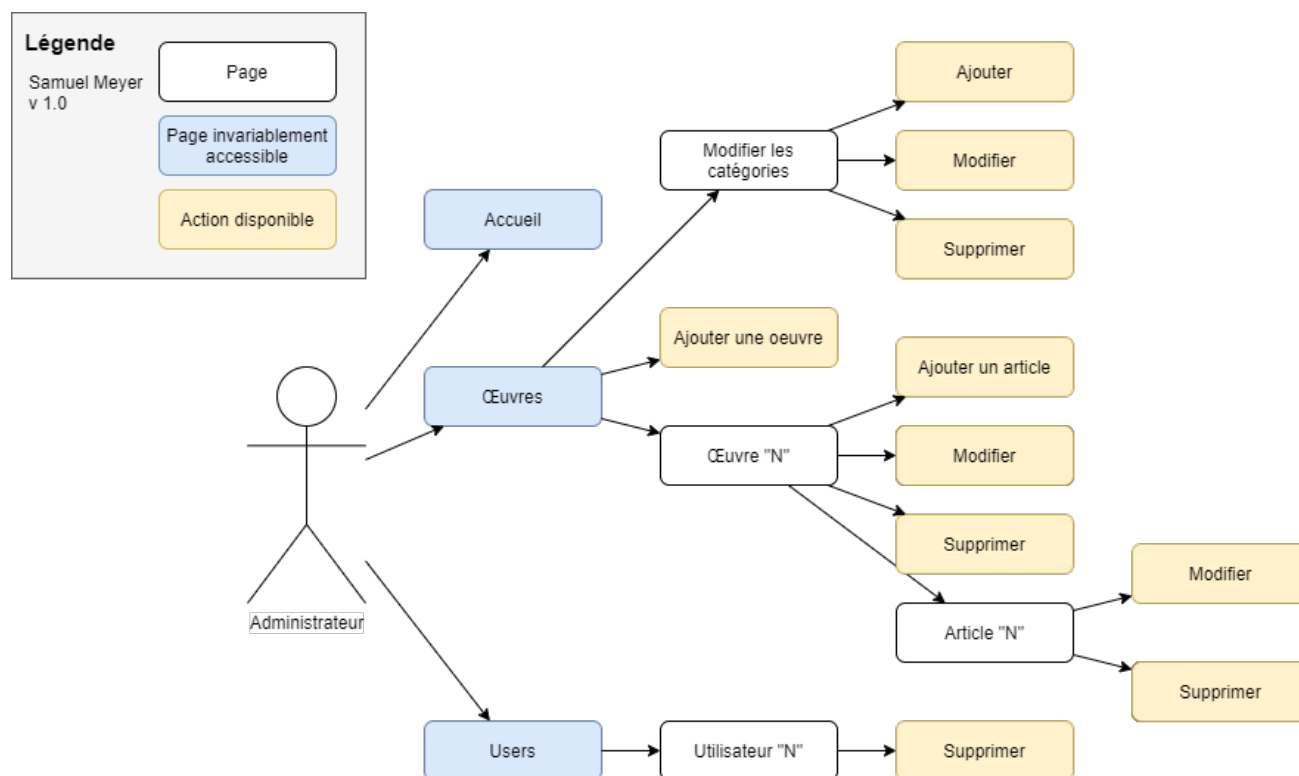 Légende
Samuel Meyer
v 1.0
Page
Page invariablement
accessible
Action disponible
Ajouter
Modifier les
catégories
Modifier
Accueil
Supprimer
Ajouter une oeuvre
Ajouter un article
Œuvres
Œuvre "N"
Modifier
Supprimer
Modifier
Administrateur
Article "N"
Supprimer
Users
Utilisateur "N"
Supprimer